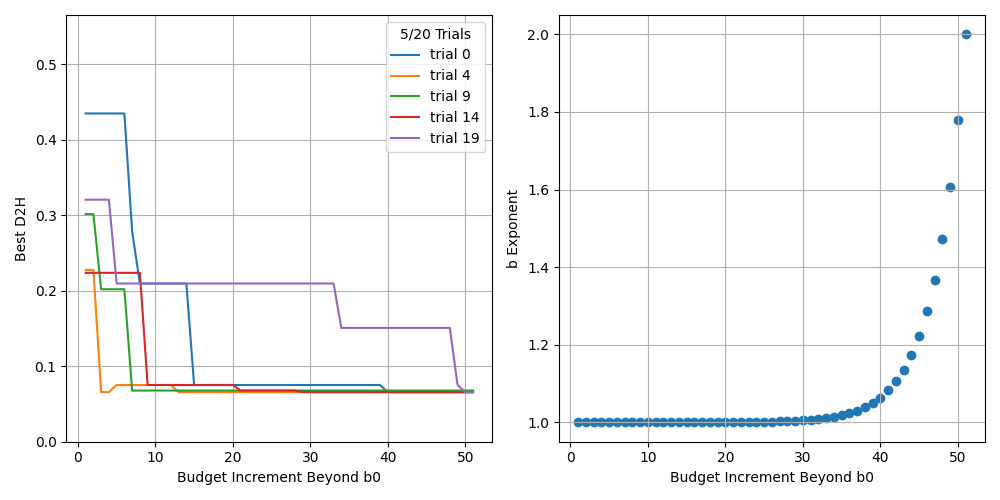 5/20 Trials
trial 0
trial 4
trial 9
trial 14
trial 19
Best D2H
0.5
0.4
0.3
0.2
0.1
0.0
0 10 20 30 40 50
Budget Increment Beyond b0
b Exponent
2.0
1.8
1.6
1.4
1.2
1.0
0 10 20 30 40 50
Budget Increment Beyond b0